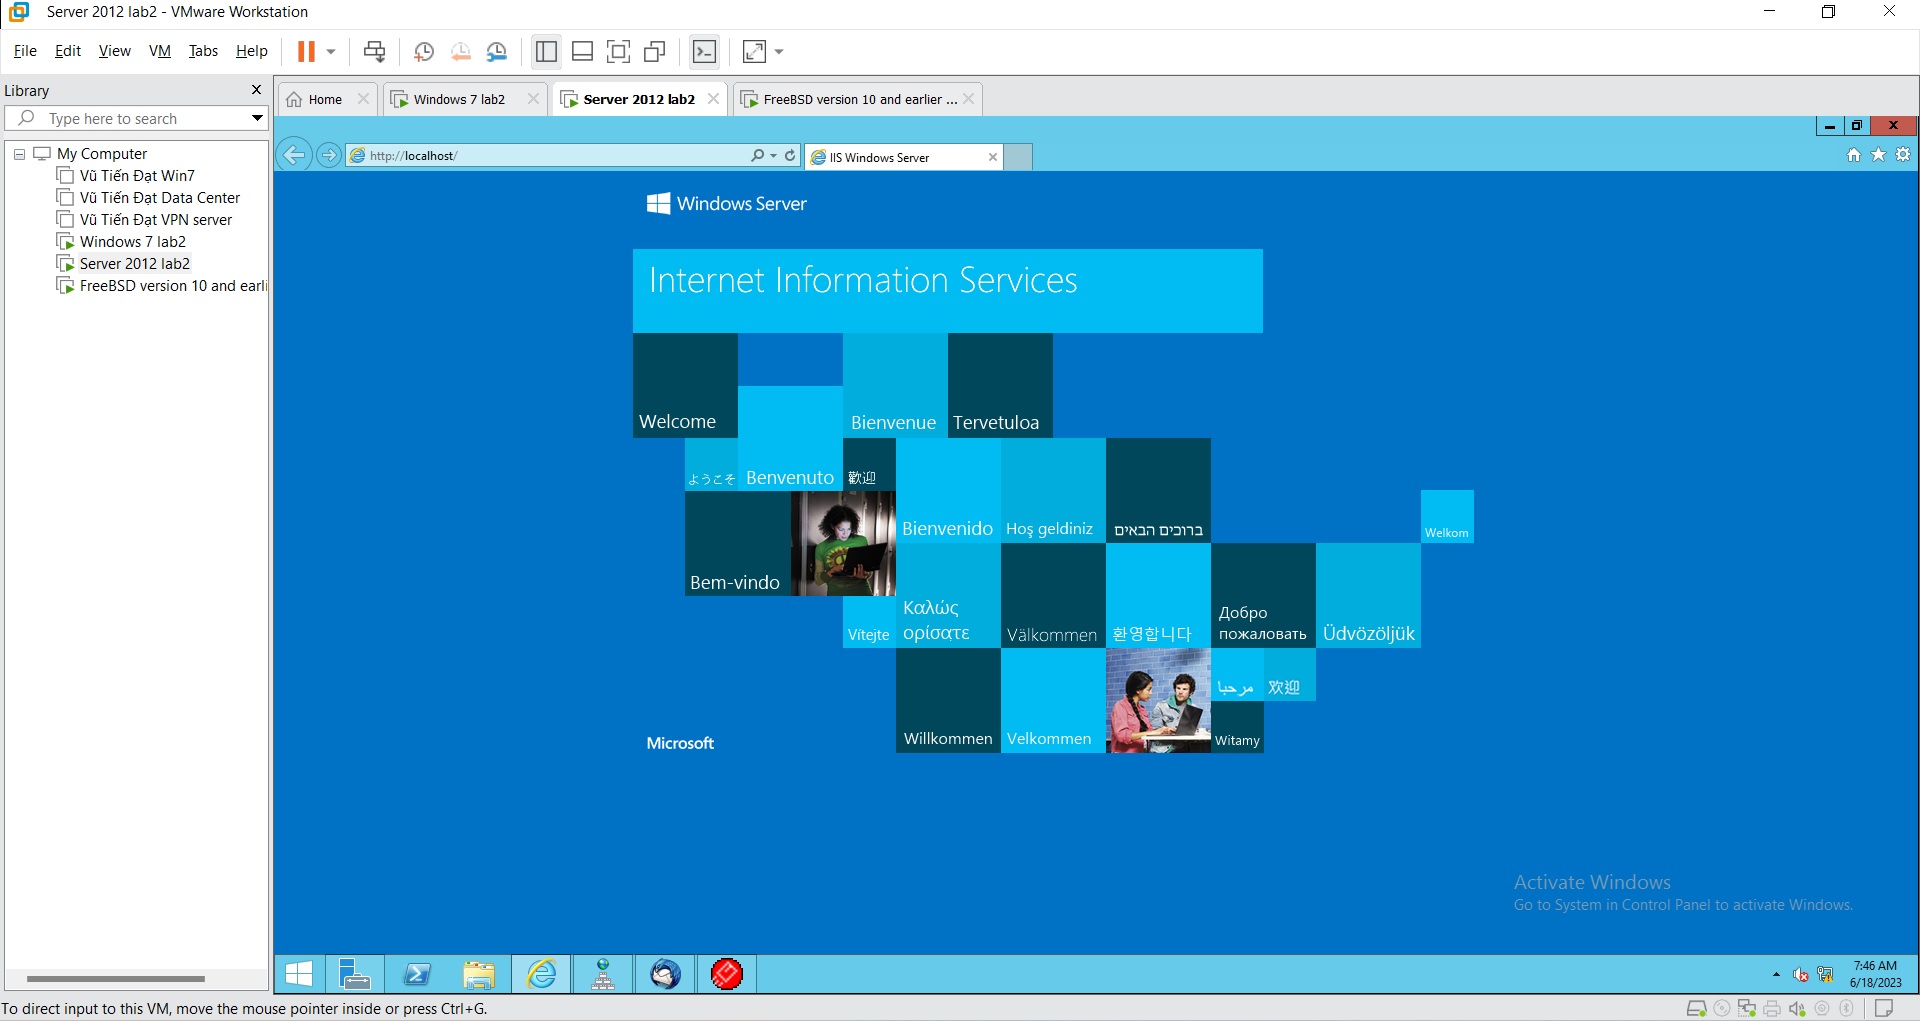 Server 2012 lab2 - VMware Workstation
File Edit View VM Tabs Help
Library
Home
Windows 7 lab2
Server 2012 lab2
FreeBSD version 10 and earlier ...
Type here to search
My Computer
Vũ Tiến Đạt Win7
Vũ Tiến Đạt Data Center
Vũ Tiến Đạt VPN server
Windows 7 lab2
Server 2012 lab2
FreeBSD version 10 and earli
http://localhost/
IIS Windows Server
Windows Server
Internet Information Services
Welcome
Bienvenue
Tervetuloa
ようこそ
Benvenuto
歡迎
Bienvenido
Hoş geldiniz
ברוכים הבאים
Welkom
Bem-vindo
Vítejte
Καλώς
ορίσατε
Välkommen
환영합니다
Добро
пожаловать
Üdvözöljük
Willkommen
Velkommen
مرحبا
欢迎
Witamy
Microsoft
Activate Windows
Go to System in Control Panel to activate Windows.
7:46 AM
6/18/2023
To direct input to this VM, move the mouse pointer inside or press Ctrl+G.